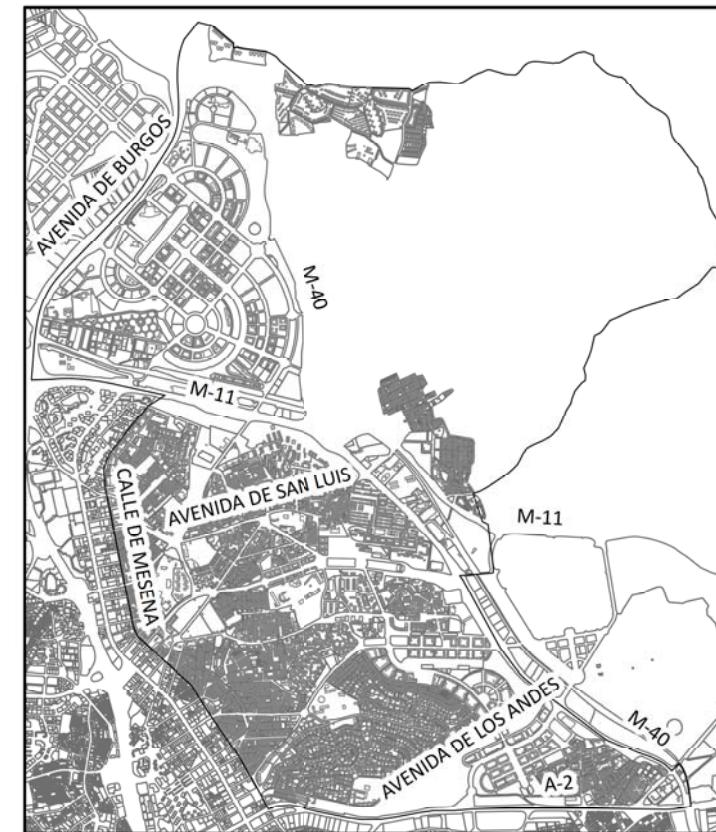 AVENIDA DE BURGOS
M-40
M-11
CALLE DE MESENA
AVENIDA DE SAN LUIS
M-11
AVENIDA DE LOS ANDES
M-40
A-2